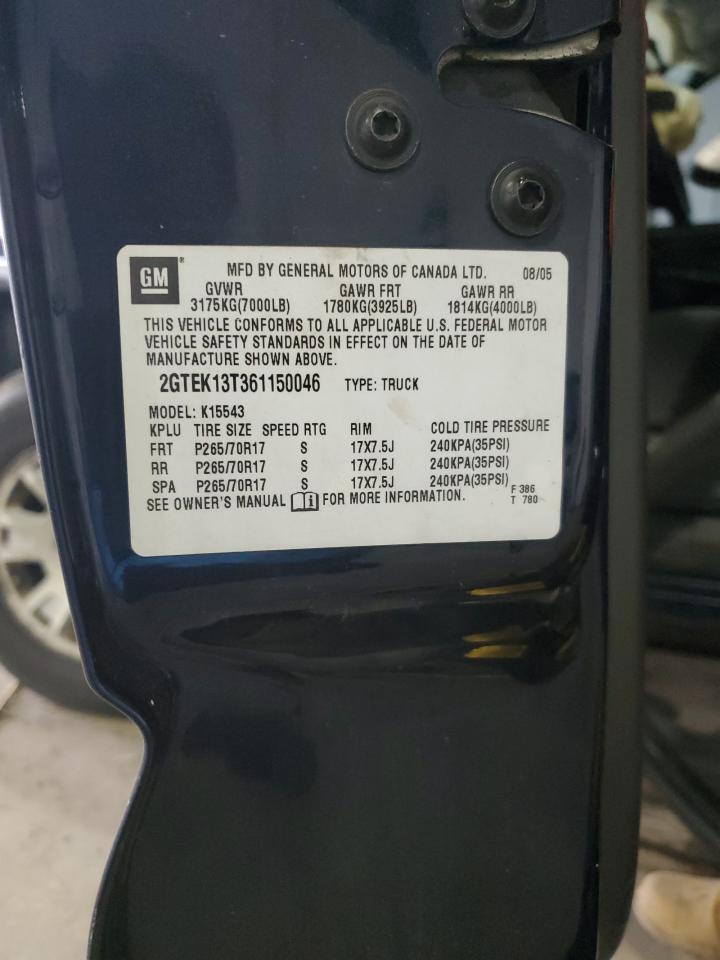 GM® MFD BY GENERAL MOTORS OF CANADA LTD. 08/05
GVWR GAWR FRT GAWR RR
3175KG(7000LB) 1780KG(3925LB) 1814KG(4000LB)
THIS VEHICLE CONFORMS TO ALL APPLICABLE U.S. FEDERAL MOTOR
VEHICLE SAFETY STANDARDS IN EFFECT ON THE DATE OF
MANUFACTURE SHOWN ABOVE.
2GTEK13T361150046 TYPE: TRUCK
MODEL: K15543
KPLU TIRE SIZE SPEED RTG RIM COLD TIRE PRESSURE
FRT P265/70R17 S 17X7.5J 240KPA(35PSI)
RR P265/70R17 S 17X7.5J 240KPA(35PSI)
SPA P265/70R17 S 17X7.5J 240KPA(35PSI)
SEE OWNER'S MANUAL i FOR MORE INFORMATION. F 386
T 780